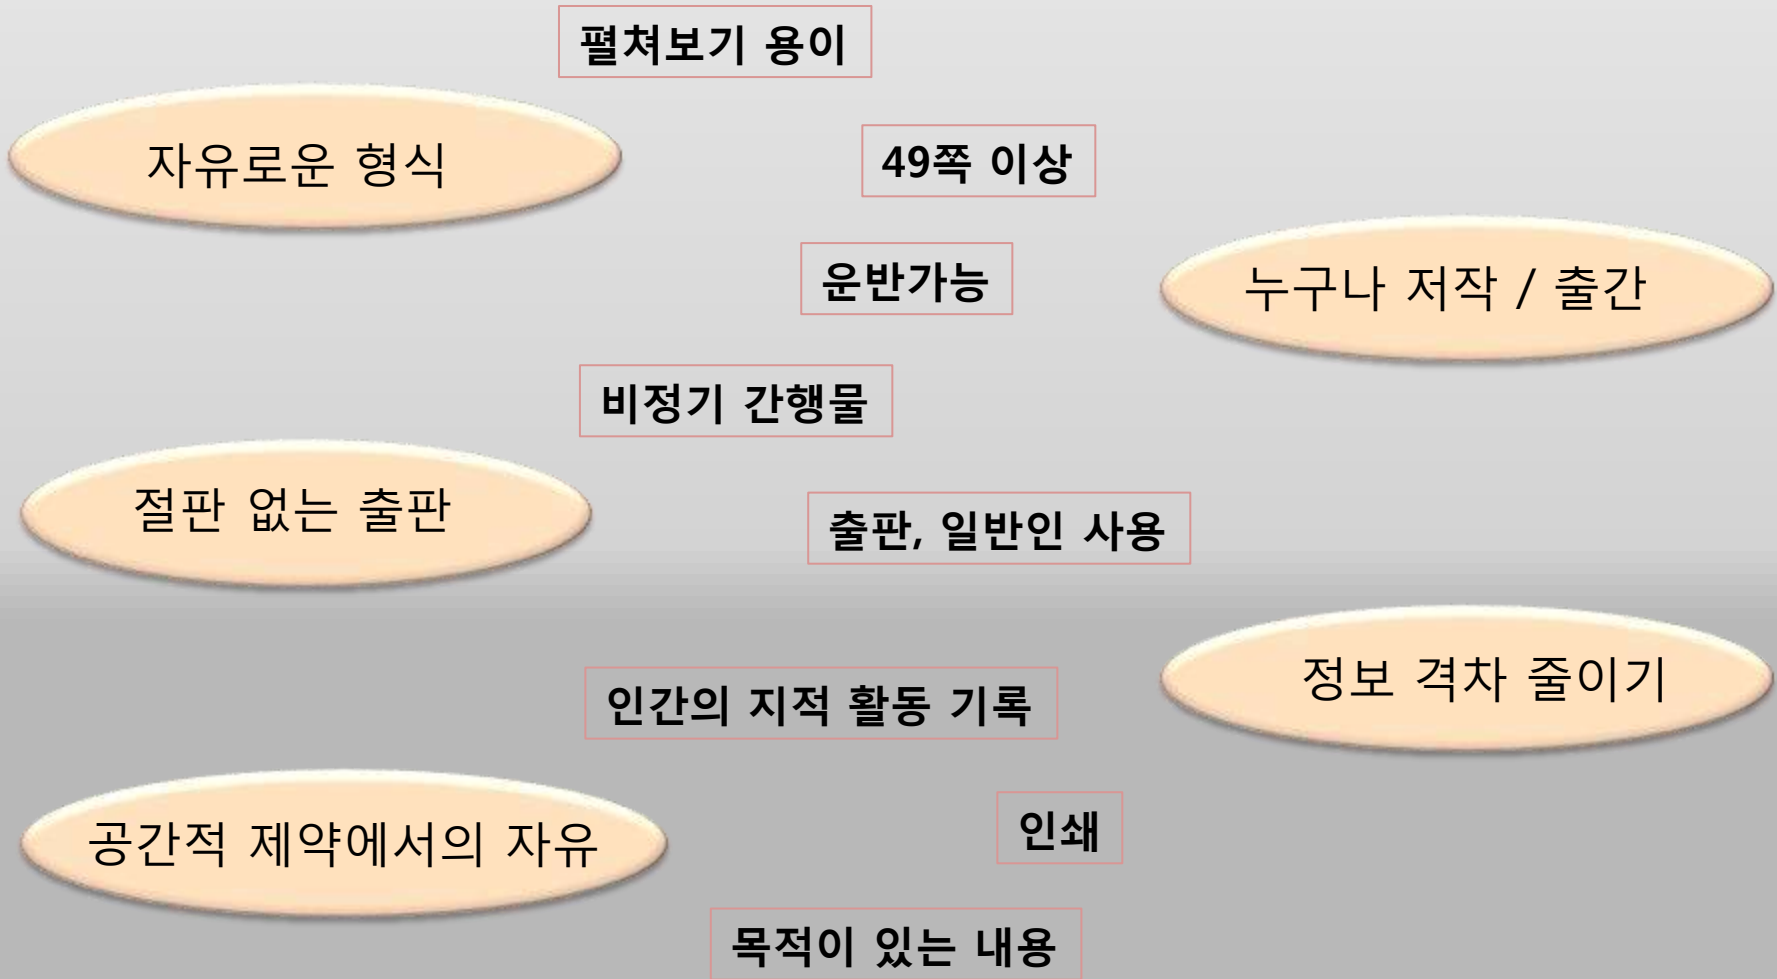 펼쳐보기 용이
자유로운 형식
49쪽 이상
운반가능
누구나 저작 / 출간
비정기 간행물
절판 없는 출판
출판, 일반인 사용
정보 격차 줄이기
인간의 지적 활동 기록
인쇄
공간적 제약에서의 자유
목적이 있는 내용